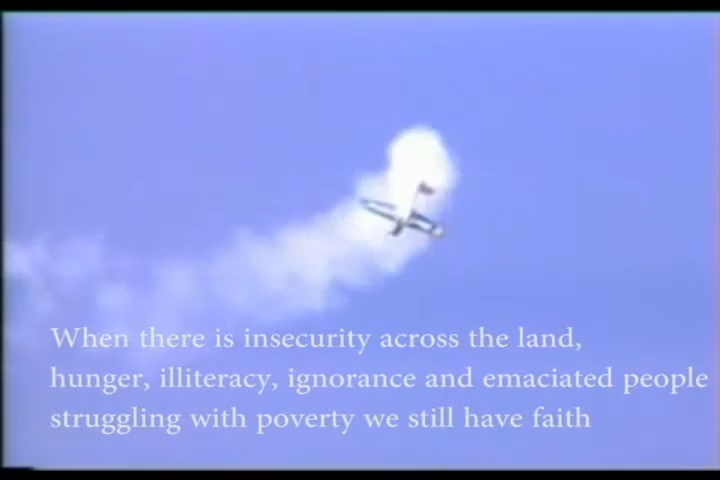 When there is insecurity across the land,
hunger, illiteracy, ignorance and emaciated people
struggling with poverty we still have faith